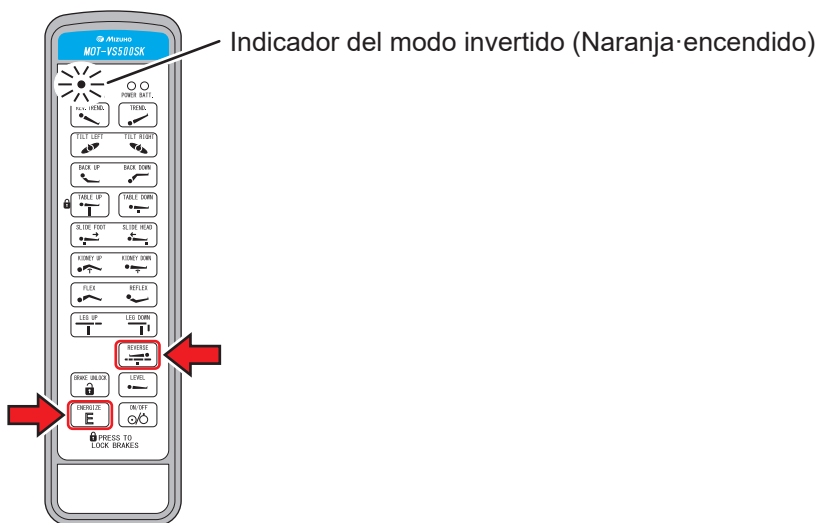 Indicador del modo invertido (Naranja·encendido)
MIZUHO
MOT-VS500SK
POWER BATT.
REV. TREND. TREND.
TILT LEFT TILT RIGHT
BACK UP BACK DOWN
TABLE UP TABLE DOWN
SLIDE FOOT SLIDE HEAD
KIDNEY UP KIDNEY DOWN
FLEX REFLEX
LEG UP LEG DOWN
REVERSE
BRAKE UNLOCK LEVEL
ENERGIZE ON/OFF
E
PRESS TO
LOCK BRAKES